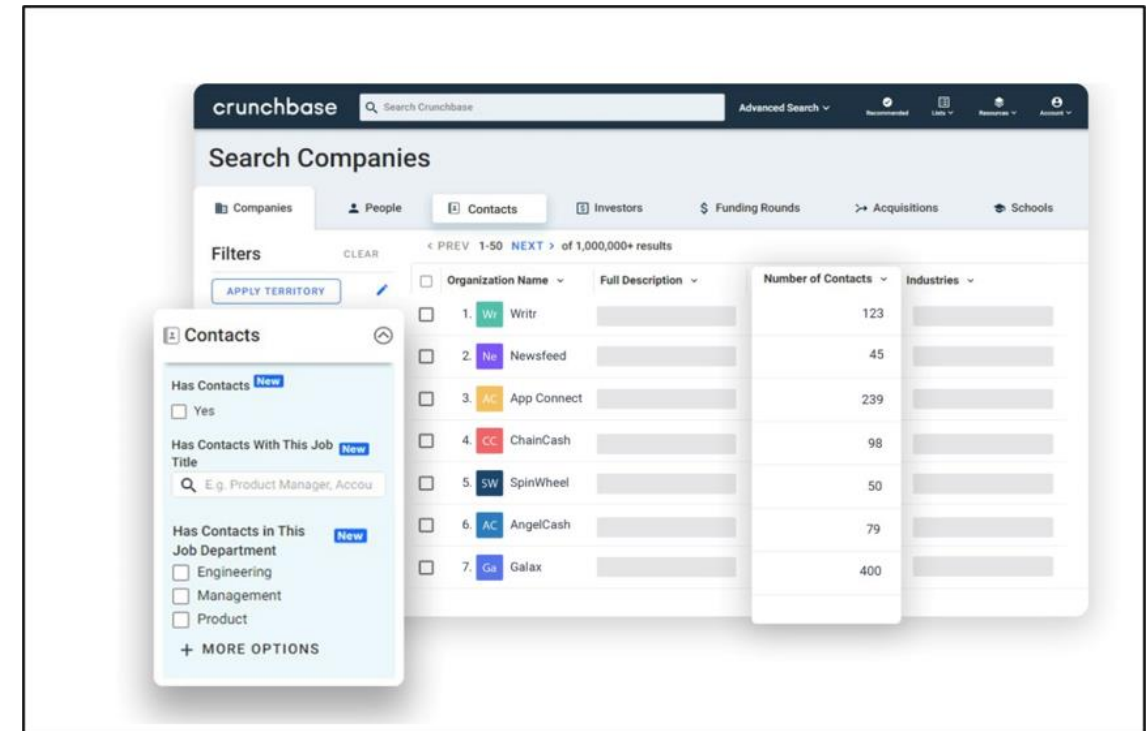 crunchbase Search Crunchbase Advanced Search Recommended Lists Resources Account
Search Companies
Companies People Contacts Investors $ Funding Rounds Acquisitions Schools
Filters CLEAR
< PREV 1-50 NEXT > of 1,000,000+ results
APPLY TERRITORY
Organization Name Full Description Number of Contacts Industries
1. Wr Writr 123
2. Ne Newsfeed 45
3. AC App Connect 239
4. CC ChainCash 98
5. SW SpinWheel 50
6. AC AngelCash 79
7. Ga Galax 400
Contacts
Has Contacts New
Yes
Has Contacts With This Job New
Title
E.g. Product Manager, Accou
Has Contacts in This New
Job Department
Engineering
Management
Product
+ MORE OPTIONS